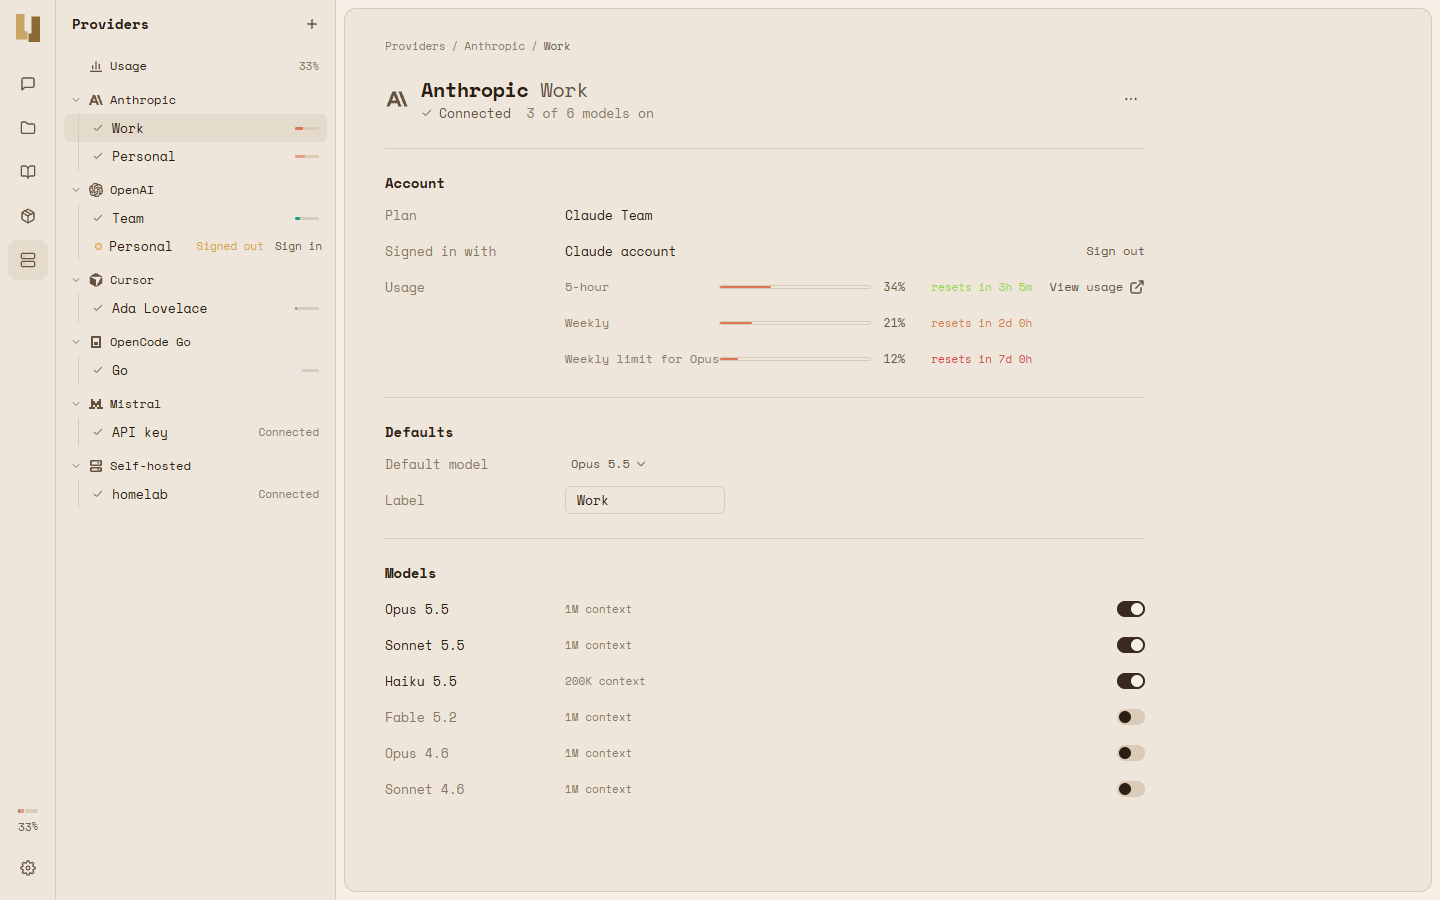 Providers
Usage 33%
Anthropic
Work
Personal
OpenAI
Team
Personal Signed out Sign in
Cursor
Ada Lovelace
OpenCode Go
Go
Mistral
API key Connected
Self-hosted
homelab Connected
33%
Providers / Anthropic / Work
Anthropic Work
Connected 3 of 6 models on
Account
Plan Claude Team
Signed in with Claude account Sign out
Usage 5-hour 34% resets in 3h 5m View usage
Weekly 21% resets in 2d 0h
Weekly limit for Opus 12% resets in 7d 0h
Defaults
Default model Opus 5.5
Label Work
Models
Opus 5.5 1M context
Sonnet 5.5 1M context
Haiku 5.5 200K context
Fable 5.2 1M context
Opus 4.6 1M context
Sonnet 4.6 1M context